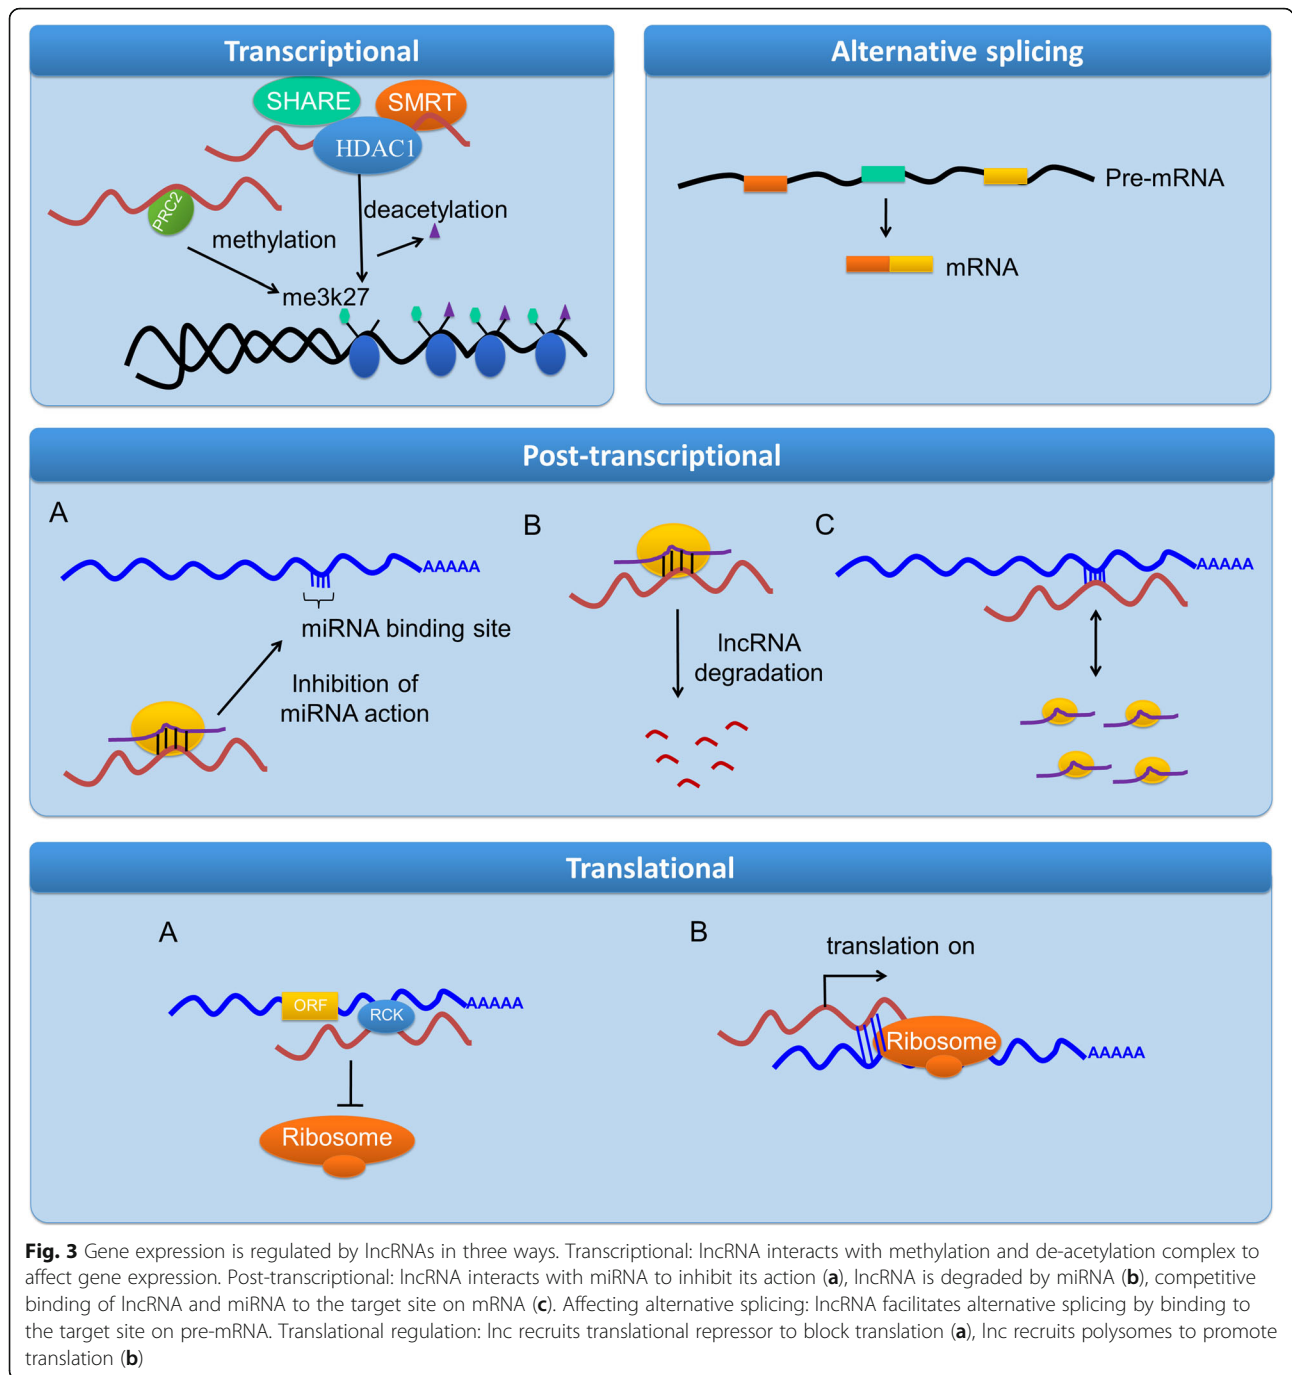 Transcriptional
SHARE
SMRT
HDAC1
PRC2
deacetylation
methylation
me3k27
Alternative splicing
Pre-mRNA
mRNA
Post-transcriptional
A
AAAAA
miRNA binding site
Inhibition of
miRNA action
B
lncRNA
degradation
C
AAAAA
Translational
A
ORF
RCK
AAAAA
Ribosome
B
translation on
Ribosome
AAAAA
Fig. 3 Gene expression is regulated by lncRNAs in three ways. Transcriptional: lncRNA interacts with methylation and de-acetylation complex to
affect gene expression. Post-transcriptional: lncRNA interacts with miRNA to inhibit its action (a), lncRNA is degraded by miRNA (b), competitive
binding of lncRNA and miRNA to the target site on mRNA (c). Affecting alternative splicing: lncRNA facilitates alternative splicing by binding to
the target site on pre-mRNA. Translational regulation: lnc recruits translational repressor to block translation (a), lnc recruits polysomes to promote
translation (b)